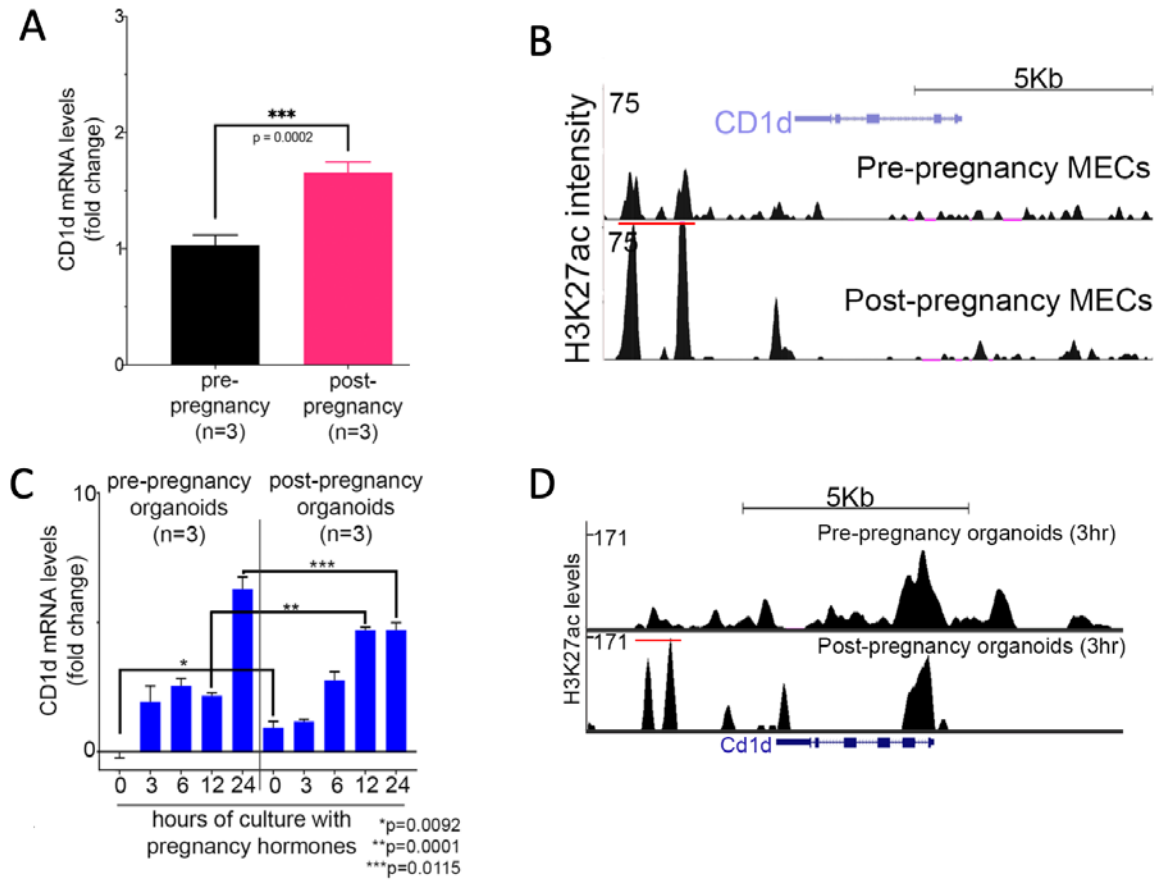 A
3
2
1
0
CD1d mRNA levels
(fold change)
***
p = 0.0002
pre-
pregnancy
(n=3)
post-
pregnancy
(n=3)
B
H3K27ac intensity
75
5Kb
CD1d
Pre-pregnancy MECs
75
Post-pregnancy MECs
C
CD1d mRNA levels
(fold change)
10
0
pre-pregnancy
organoids
(n=3)
post-pregnancy
organoids
(n=3)
***
**
*
0 3 6 12 24 0 3 6 12 24
hours of culture with
pregnancy hormones
*p=0.0092
**p=0.0001
***p=0.0115
D
H3K27ac levels
5Kb
171
Pre-pregnancy organoids (3hr)
171
Post-pregnancy organoids (3hr)
Cd1d